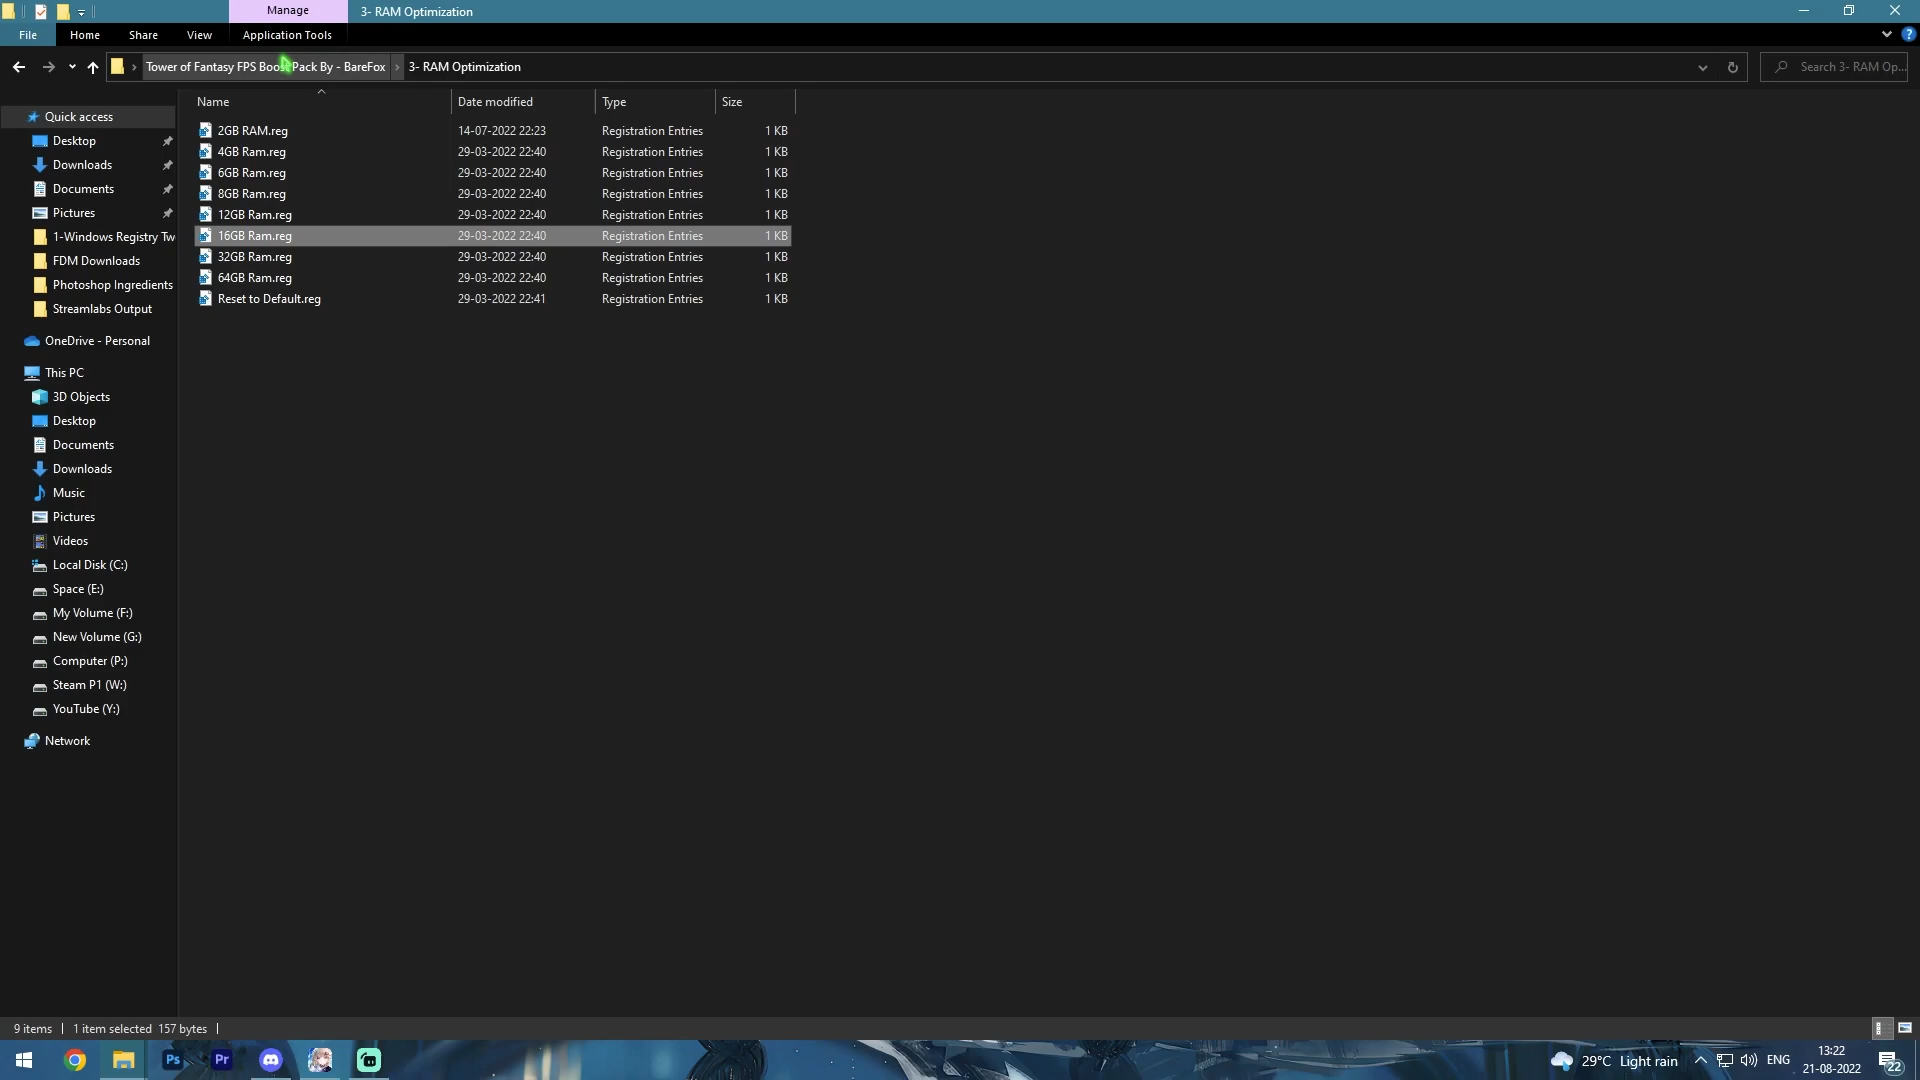 Manage
3- RAM Optimization
File
Home
Share
View
Application Tools
Tower of Fantasy FPS Boost Pack By - BareFox
3- RAM Optimization
Search 3- RAM Op...
Name
Date modified
Type
Size
2GB RAM.reg 14-07-2022 22:23 Registration Entries 1 KB
4GB Ram.reg 29-03-2022 22:40 Registration Entries 1 KB
6GB Ram.reg 29-03-2022 22:40 Registration Entries 1 KB
8GB Ram.reg 29-03-2022 22:40 Registration Entries 1 KB
12GB Ram.reg 29-03-2022 22:40 Registration Entries 1 KB
16GB Ram.reg 29-03-2022 22:40 Registration Entries 1 KB
32GB Ram.reg 29-03-2022 22:40 Registration Entries 1 KB
64GB Ram.reg 29-03-2022 22:40 Registration Entries 1 KB
Reset to Default.reg 29-03-2022 22:41 Registration Entries 1 KB
Quick access
Desktop
Downloads
Documents
Pictures
1-Windows Registry Tw
FDM Downloads
Photoshop Ingredients
Streamlabs Output
OneDrive - Personal
This PC
3D Objects
Desktop
Documents
Downloads
Music
Pictures
Videos
Local Disk (C:)
Space (E:)
My Volume (F:)
New Volume (G:)
Computer (P:)
Steam P1 (W:)
YouTube (Y:)
Network
9 items
1 item selected 157 bytes
Ps
Pr
29°C Light rain
ENG
13:22
21-08-2022
22